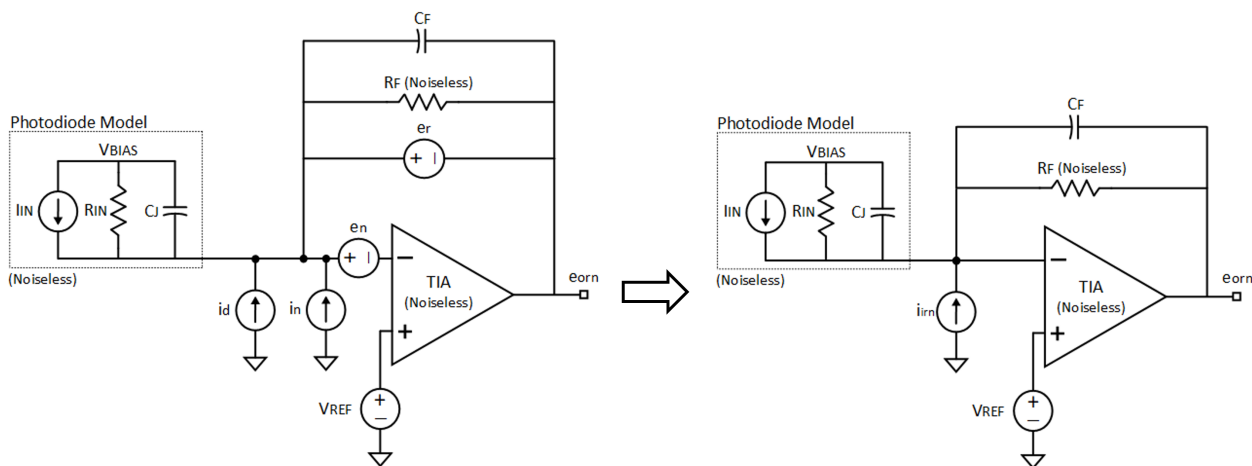 CF
RF (Noiseless)
er
+ –
Photodiode Model
VBIAS
IIN
RIN
CJ
(Noiseless)
en
+ –
–
TIA
(Noiseless)
+
eorn
id
in
VREF
+
–
CF
RF (Noiseless)
Photodiode Model
VBIAS
IIN
RIN
CJ
(Noiseless)
–
TIA
(Noiseless)
+
eorn
iirn
VREF
+
–